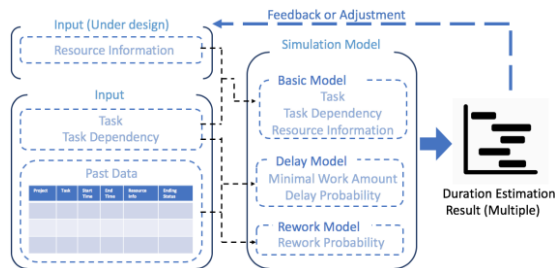 Feedback or Adjustment
Input (Under design)
Resource Information
Input
Task
Task Dependency
Past Data
Project Task Start Time End Time Resource Info Ending Status
Simulation Model
Basic Model
Task
Task Dependency
Resource Information
Delay Model
Minimal Work Amount
Delay Probability
Rework Model
Rework Probability
Duration Estimation
Result (Multiple)